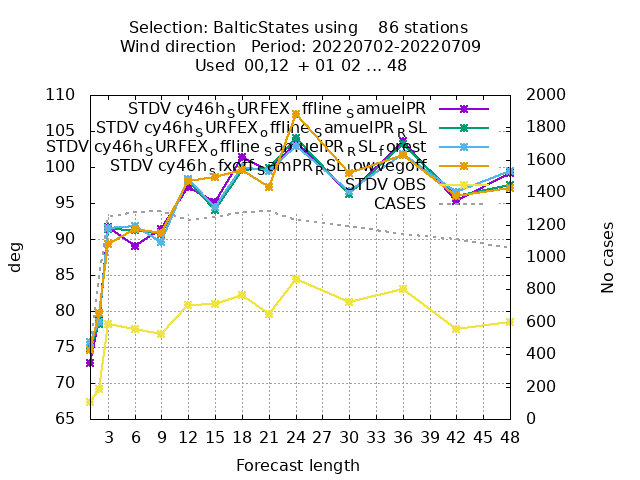 Selection: BalticStates using 86 stations
Wind direction Period: 20220702-20220709
Used 00,12 + 01 02 ... 48
110
105
100
95
90
85
80
75
70
65
2000
1800
1600
1400
1200
1000
800
600
400
200
0
STDV cy46h_SURFEX_offline_SamuelPR
STDV cy46h_SURFEX_offline_SamuelPR_RSL
STDV cy46h_SURFEX_offline_SamuelPR_RSL_forest
STDV cy46h_sfxoff_SamPR_RSL_lowvegoff
STDV OBS
CASES
deg
No cases
3 6 9 12 15 18 21 24 27 30 33 36 39 42 45 48
Forecast length